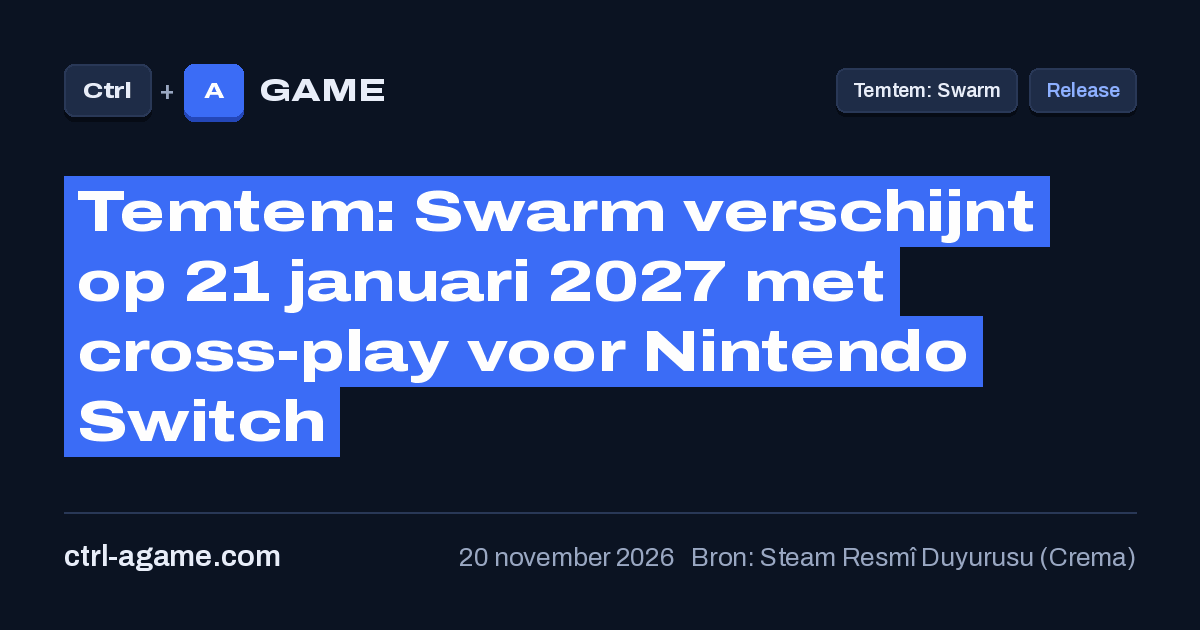 Ctrl + A GAME
Temtem: Swarm
Release
Temtem: Swarm verschijnt
op 21 januari 2027 met
cross-play voor Nintendo
Switch
ctrl-agame.com
20 november 2026 Bron: Steam Resmî Duyurusu (Crema)